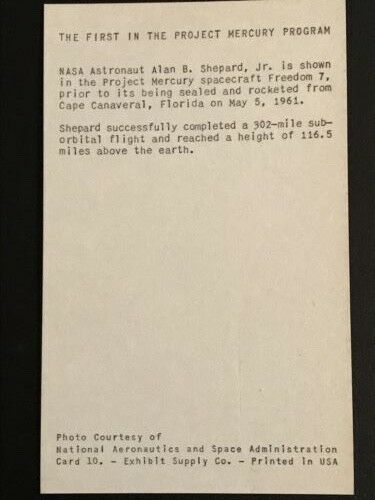 THE FIRST IN THE PROJECT MERCURY PROGRAM
NASA Astronaut Alan B. Shepard, Jr. is shown
in the Project Mercury spacecraft Freedom 7,
prior to its being sealed and rocketed from
Cape Canaveral, Florida on May 5, 1961.
Shepard successfully completed a 302-mile sub-
orbital flight and reached a height of 116.5
miles above the earth.
Photo Courtesy of
National Aeronautics and Space Administration
Card 10. - Exhibit Supply Co. - Printed in USA